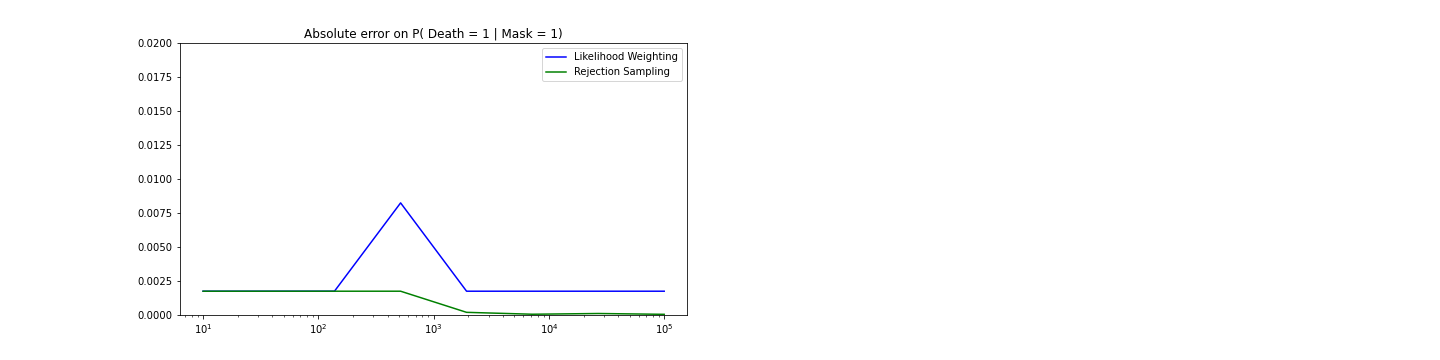 Absolute error on P( Death = 1 | Mask = 1)
0.0200
0.0175
0.0150
0.0125
0.0100
0.0075
0.0050
0.0025
0.0000
Likelihood Weighting
Rejection Sampling
10¹ 10² 10³ 10⁴ 10⁵